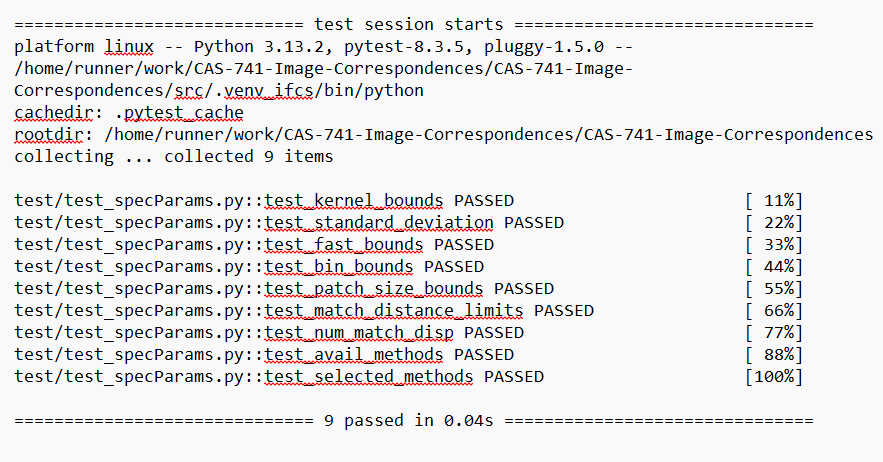 ============================= test session starts ==============================
platform linux -- Python 3.13.2, pytest-8.3.5, pluggy-1.5.0 --
/home/runner/work/CAS-741-Image-Correspondences/CAS-741-Image-
Correspondences/src/.venv_ifcs/bin/python
cachedir: .pytest_cache
rootdir: /home/runner/work/CAS-741-Image-Correspondences/CAS-741-Image-Correspondences
collecting ... collected 9 items

test/test_specParams.py::test_kernel_bounds PASSED                       [ 11%]
test/test_specParams.py::test_standard_deviation PASSED                  [ 22%]
test/test_specParams.py::test_fast_bounds PASSED                         [ 33%]
test/test_specParams.py::test_bin_bounds PASSED                          [ 44%]
test/test_specParams.py::test_patch_size_bounds PASSED                   [ 55%]
test/test_specParams.py::test_match_distance_limits PASSED               [ 66%]
test/test_specParams.py::test_num_match_disp PASSED                      [ 77%]
test/test_specParams.py::test_avail_methods PASSED                       [ 88%]
test/test_specParams.py::test_selected_methods PASSED                    [100%]

============================== 9 passed in 0.04s ===============================